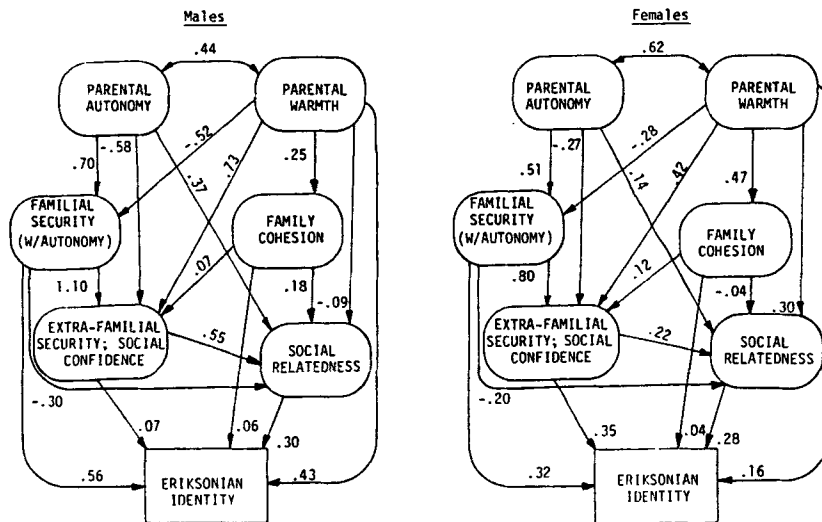 Males
.44
PARENTAL
AUTONOMY
PARENTAL
WARMTH
-.52
-.58
.70
.37
.73
.25
FAMILIAL
SECURITY
(W/AUTONOMY)
FAMILY
COHESION
1.10
.07
.18
-.09
EXTRA-FAMILIAL
SECURITY; SOCIAL
CONFIDENCE
.55
SOCIAL
RELATEDNESS
-.30
.07
.06
.30
.56
.43
ERIKSONIAN
IDENTITY
Females
.62
PARENTAL
AUTONOMY
PARENTAL
WARMTH
-.28
-.27
.51
.14
.42
.47
FAMILIAL
SECURITY
(W/AUTONOMY)
FAMILY
COHESION
.80
.12
-.04
.30
EXTRA-FAMILIAL
SECURITY; SOCIAL
CONFIDENCE
.22
SOCIAL
RELATEDNESS
-.20
.35
.04
.28
.32
.16
ERIKSONIAN
IDENTITY